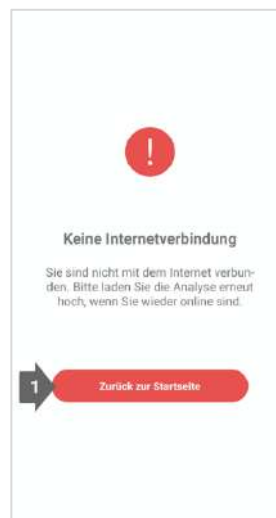 !
Keine Internetverbindung
Sie sind nicht mit dem Internet verbun-
den. Bitte laden Sie die Analyse erneut
hoch, wenn Sie wieder online sind.
1 Zurück zur Startseite